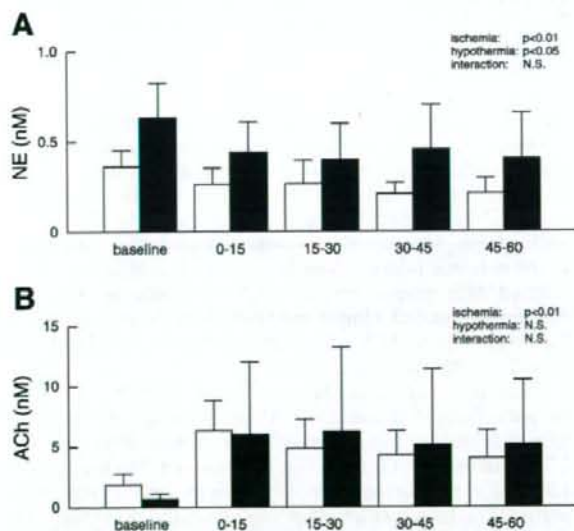 A
ischemia: p<0.01
hypothermia: p<0.05
interaction: N.S.
1.0
0.5
0
NE (nM)
baseline 0-15 15-30 30-45 45-60
B
ischemia: p<0.01
hypothermia: N.S.
interaction: N.S.
15
10
5
0
ACh (nM)
baseline 0-15 15-30 30-45 45-60